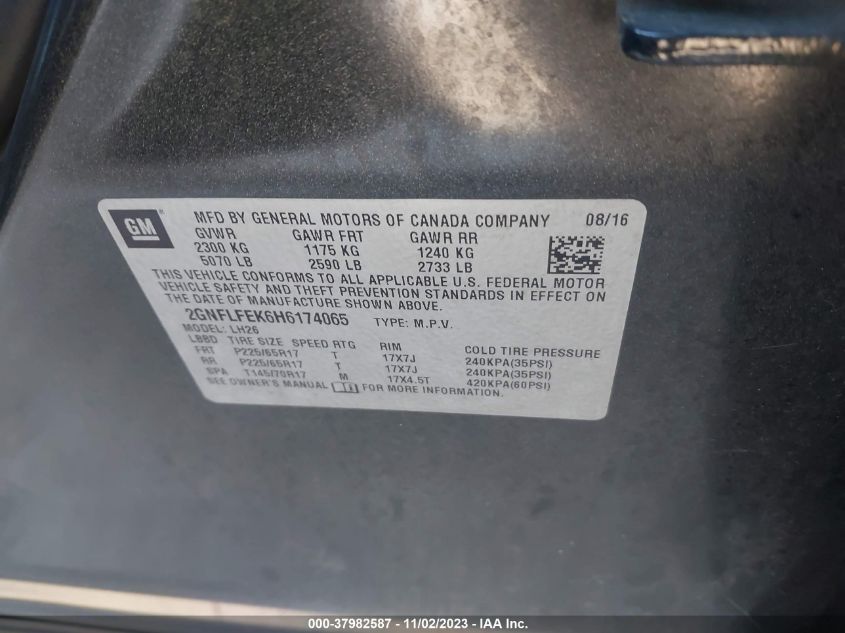 GM
MFD BY GENERAL MOTORS OF CANADA COMPANY 08/16
GVWR GAWR FRT GAWR RR
2300 KG 1175 KG 1240 KG
5070 LB 2590 LB 2733 LB
THIS VEHICLE CONFORMS TO ALL APPLICABLE U.S. FEDERAL MOTOR
VEHICLE SAFETY AND THEFT PREVENTION STANDARDS IN EFFECT ON
THE DATE OF MANUFACTURE SHOWN ABOVE.
2GNFLFEK6H6174065 TYPE: M.P.V.
MODEL: LH26
LBBD TIRE SIZE SPEED RTG RIM COLD TIRE PRESSURE
FRT P225/65R17 T 17X7J 240KPA(35PSI)
RR P225/65R17 T 17X7J 240KPA(35PSI)
SPA T145/70R17 M 17X4.5T 420KPA(60PSI)
SEE OWNER'S MANUAL FOR MORE INFORMATION.
000-37982587 - 11/02/2023 - IAA Inc.